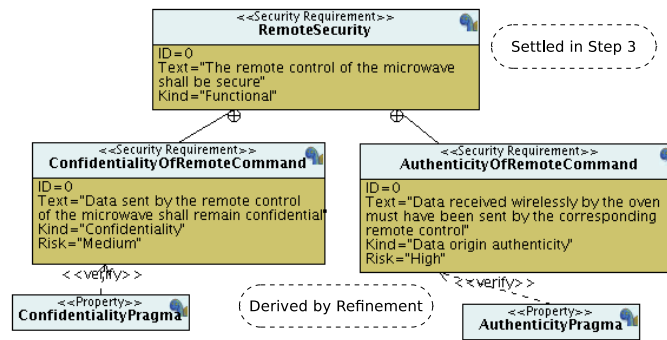 <<Security Requirement>>
RemoteSecurity
ID=0
Text="The remote control of the microwave
shall be secure"
Kind="Functional"
Settled in Step 3
<<Security Requirement>>
ConfidentialityOfRemoteCommand
ID=0
Text="Data sent by the remote control
of the microwave shall remain confidential"
Kind="Confidentiality"
Risk="Medium"
<<Security Requirement>>
AuthenticityOfRemoteCommand
ID=0
Text="Data received wirelessly by the oven
must have been sent by the corresponding
remote control"
Kind="Data origin authenticity"
Risk="High"
<<verify>>
<<verify>>
<<Property>>
ConfidentialityPragma
Derived by Refinement
<<Property>>
AuthenticityPragma